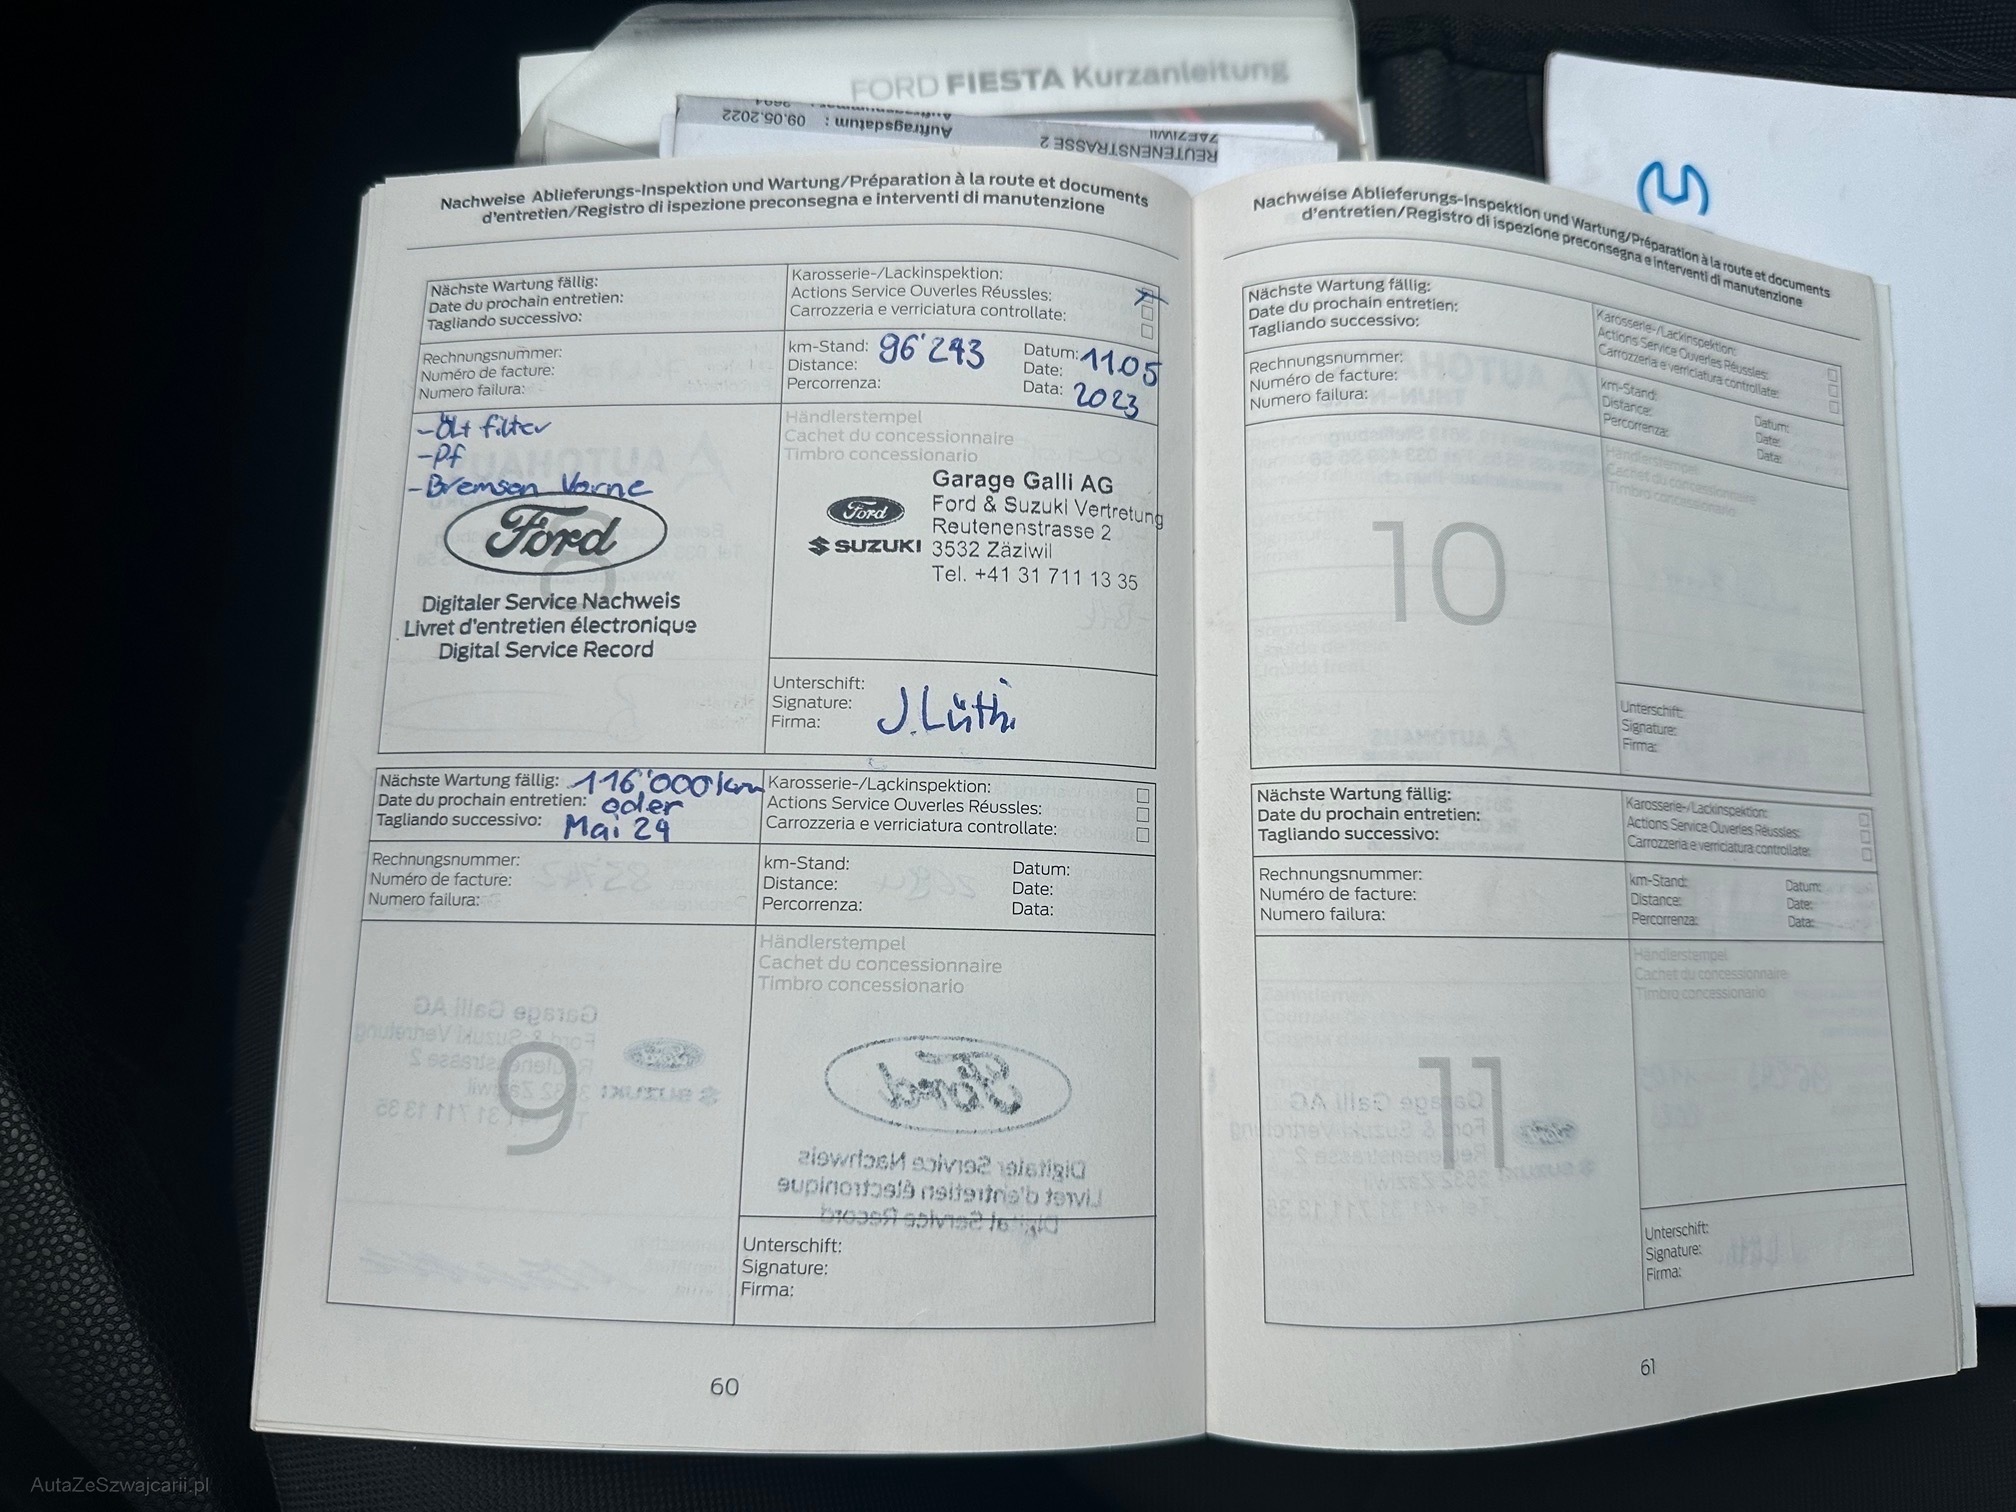 FORD FIESTA Kurzanleitung
Auftragsdatum : 09.05.2022
REUTENENSTRASSE 2
ZAEZIWIL
Nachweise Ablieferungs-Inspektion und Wartung/Préparation à la route et documents
d'entretien/Registro di ispezione preconsegna e interventi di manutenzione
Nächste Wartung fällig:
Date du prochain entretien:
Tagliando successivo:
Karosserie-/Lackinspektion:
Actions Service Ouverles Réussles:
Carrozzeria e verriciatura controllate:
Rechnungsnummer:
Numéro de facture:
Numero failura:
km-Stand: 96'243
Distance:
Percorrenza:
Datum: 11.05
Date:
Data: 2023
-Öl+ filter
-Pf
-Bremsen Vorne
Ford
Digitaler Service Nachweis
Livret d'entretien électronique
Digital Service Record
Händlerstempel
Cachet du concessionnaire
Timbro concessionario
Garage Galli AG
Ford & Suzuki Vertretung
Reutenenstrasse 2
3532 Zäziwil
Tel. +41 31 711 13 35
Ford
SUZUKI
Unterschift:
Signature:
Firma:
J. Lüthi
Nächste Wartung fällig: 116'000km
Date du prochain entretien: oder
Tagliando successivo: Mai 24
Karosserie-/Lackinspektion:
Actions Service Ouverles Réussles:
Carrozzeria e verriciatura controllate:
Rechnungsnummer:
Numéro de facture:
Numero failura:
km-Stand:
Distance:
Percorrenza:
Datum:
Date:
Data:
9
Händlerstempel
Cachet du concessionnaire
Timbro concessionario
Ford
Digitaler Service Nachweis
Livret d'entretien électronique
Digital Service Record
Unterschift:
Signature:
Firma:
60
Nachweise Ablieferungs-Inspektion und Wartung/Préparation à la route et documents
d'entretien/Registro di ispezione preconsegna e interventi di manutenzione
Nächste Wartung fällig:
Date du prochain entretien:
Tagliando successivo:
Karosserie-/Lackinspektion:
Actions Service Ouverles Réussles:
Carrozzeria e verriciatura controllate:
Rechnungsnummer:
Numéro de facture:
Numero failura:
km-Stand:
Distance:
Percorrenza:
Datum:
Date:
Data:
10
Händlerstempel
Cachet du concessionnaire
Timbro concessionario
Unterschift:
Signature:
Firma:
Nächste Wartung fällig:
Date du prochain entretien:
Tagliando successivo:
Karosserie-/Lackinspektion:
Actions Service Ouverles Réussles:
Carrozzeria e verriciatura controllate:
Rechnungsnummer:
Numéro de facture:
Numero failura:
km-Stand:
Distance:
Percorrenza:
Datum:
Date:
Data:
11
Händlerstempel
Cachet du concessionnaire
Timbro concessionario
Unterschift:
Signature:
Firma:
61
AutaZeSzwajcarii.pl